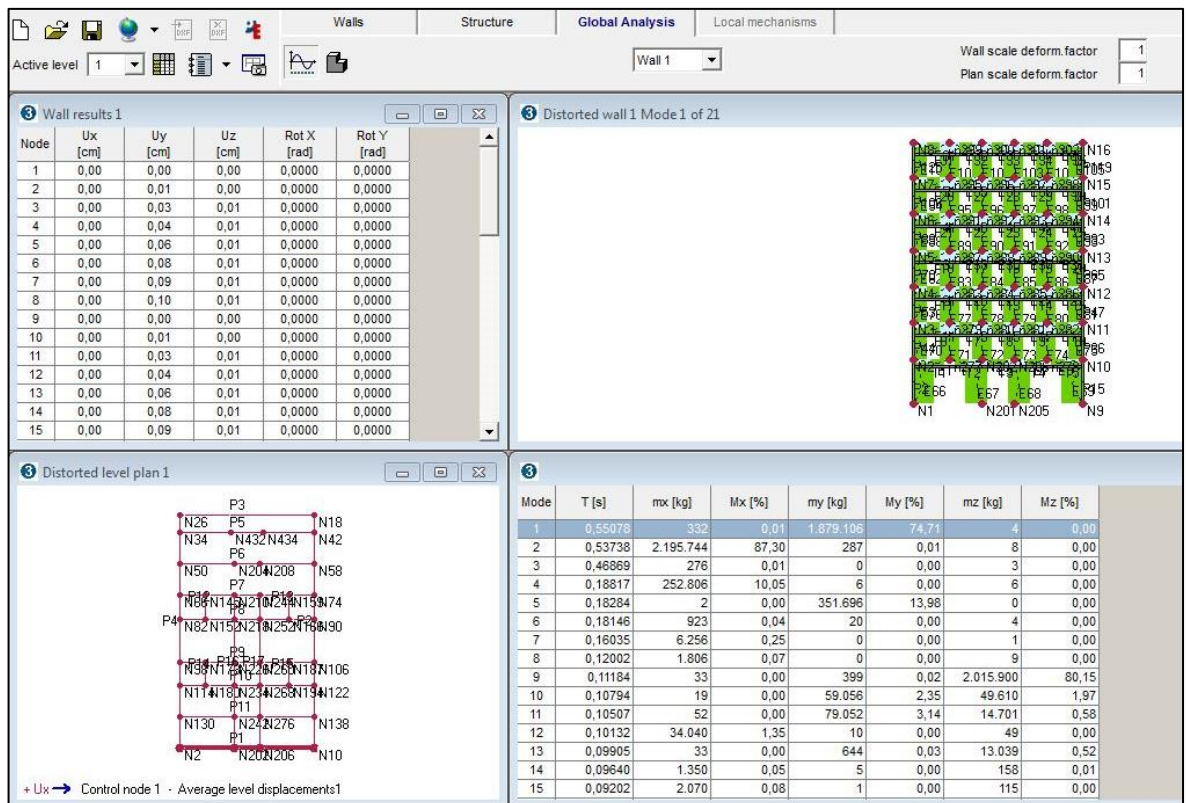 Walls Structure Global Analysis Local mechanisms
DXF DXF
Active level 1 Wall 1 Wall scale deform.factor 1
Plan scale deform.factor 1
Wall results 1
Node Ux [cm] Uy [cm] Uz [cm] Rot X [rad] Rot Y [rad]
1 0,00 0,00 0,00 0,0000 0,0000
2 0,00 0,01 0,00 0,0000 0,0000
3 0,00 0,03 0,01 0,0000 0,0000
4 0,00 0,04 0,01 0,0000 0,0000
5 0,00 0,06 0,01 0,0000 0,0000
6 0,00 0,08 0,01 0,0000 0,0000
7 0,00 0,09 0,01 0,0000 0,0000
8 0,00 0,10 0,01 0,0000 0,0000
9 0,00 0,00 0,00 0,0000 0,0000
10 0,00 0,01 0,00 0,0000 0,0000
11 0,00 0,03 0,01 0,0000 0,0000
12 0,00 0,04 0,01 0,0000 0,0000
13 0,00 0,06 0,01 0,0000 0,0000
14 0,00 0,08 0,01 0,0000 0,0000
15 0,00 0,09 0,01 0,0000 0,0000
Distorted wall 1 Mode 1 of 21
N16
N15
N14
N13
N12
N11
N10
E66 E67 E68
N1 N201 N205 N9
Distorted level plan 1
P3
N26 P5 N18
N34 N432 N434 N42
P6
N50 N204 N208 N58
P7
N74
P4 N82 N152 N218 N252 N90
P9
N106
P10
N122
P11
N130 N242 N276 N138
P1
N2 N202 N206 N10
+ Ux Control node 1 - Average level displacements1
Mode T [s] mx [kg] Mx [%] my [kg] My [%] mz [kg] Mz [%]
1 0,55078 332 0,01 1.879.106 74,71 4 0,00
2 0,53738 2.195.744 87,30 287 0,01 8 0,00
3 0,46869 276 0,01 0 0,00 3 0,00
4 0,18817 252.806 10,05 6 0,00 6 0,00
5 0,18284 2 0,00 351.696 13,98 0 0,00
6 0,18146 923 0,04 20 0,00 4 0,00
7 0,16035 6.256 0,25 0 0,00 1 0,00
8 0,12002 1.806 0,07 0 0,00 9 0,00
9 0,11184 33 0,00 399 0,02 2.015.900 80,15
10 0,10794 19 0,00 59.056 2,35 49.610 1,97
11 0,10507 52 0,00 79.052 3,14 14.701 0,58
12 0,10132 34.040 1,35 10 0,00 49 0,00
13 0,09905 33 0,00 644 0,03 13.039 0,52
14 0,09640 1.350 0,05 5 0,00 158 0,01
15 0,09202 2.070 0,08 1 0,00 115 0,00